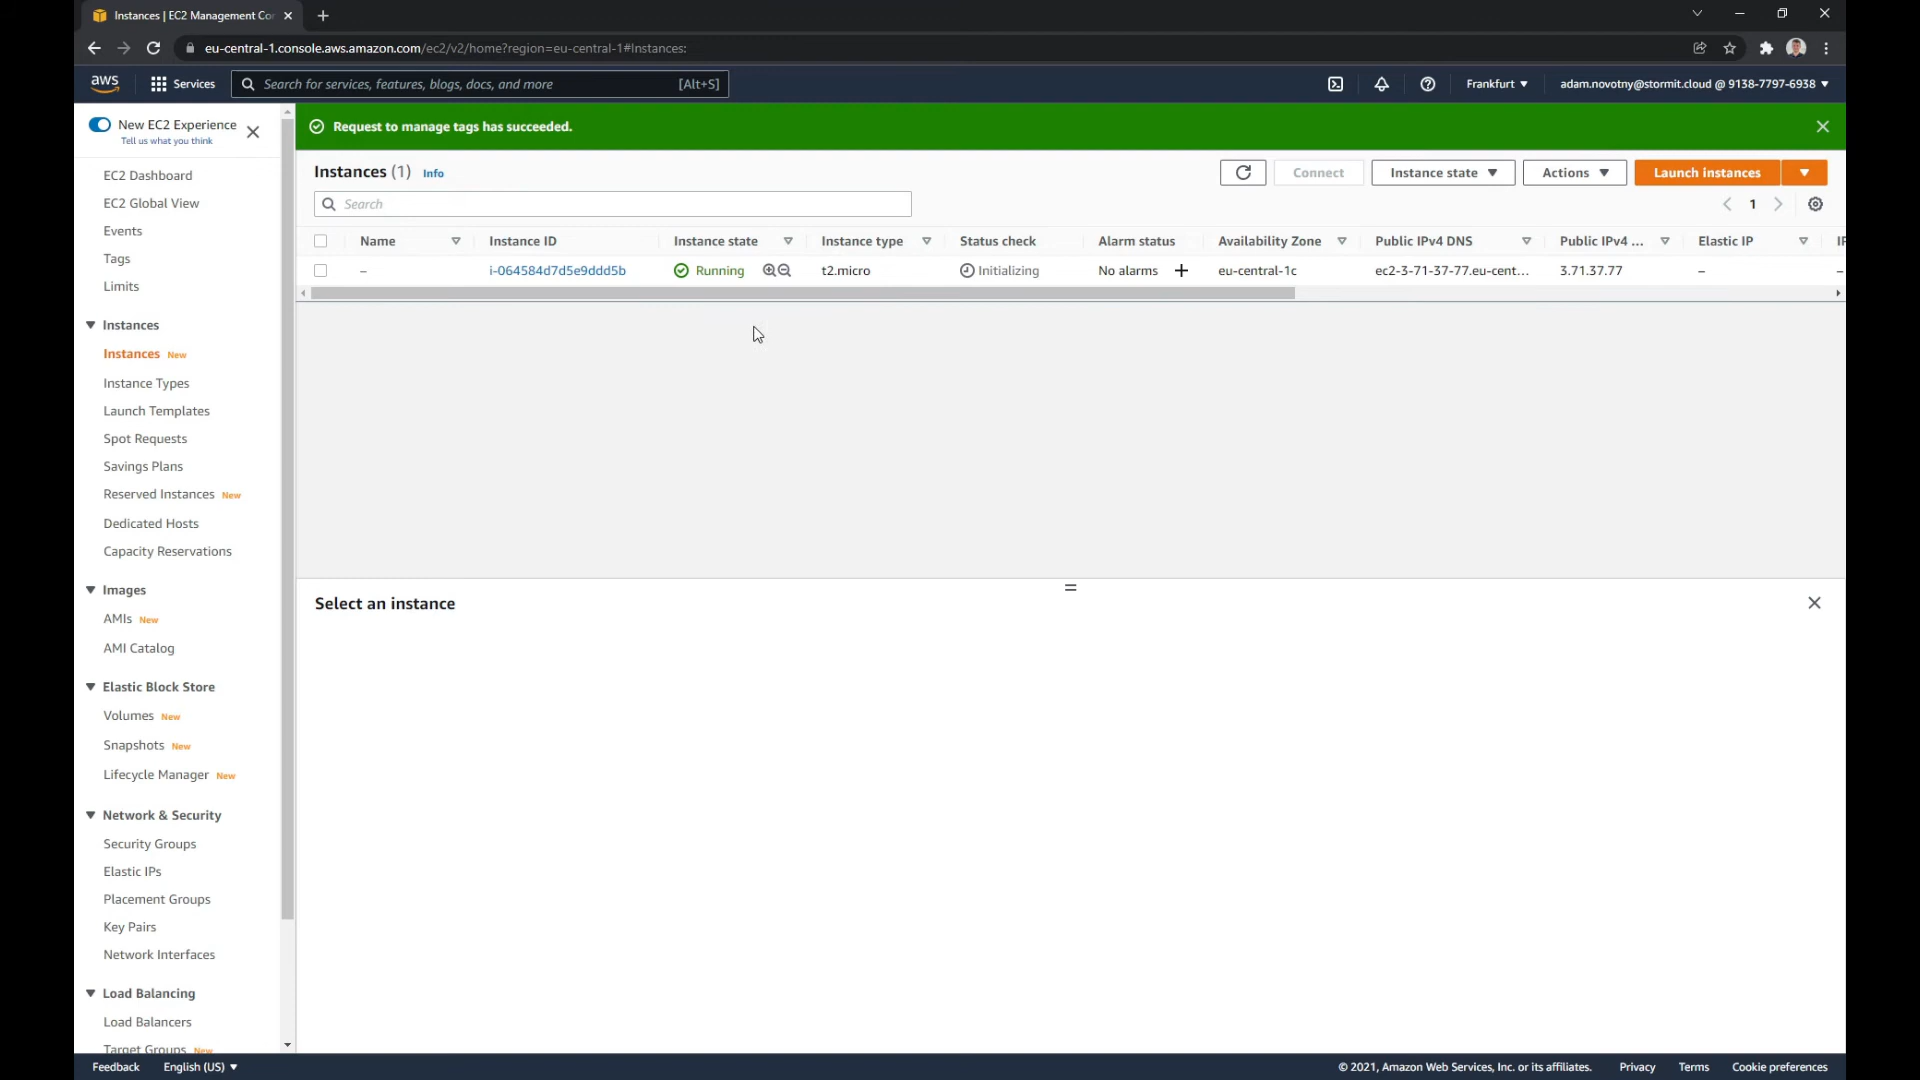 Instances | EC2 Management Cor
eu-central-1.console.aws.amazon.com/ec2/v2/home?region=eu-central-1#Instances:
aws
Services
Search for services, features, blogs, docs, and more
[Alt+S]
Frankfurt
adam.novotny@stormit.cloud @ 9138-7797-6938
New EC2 Experience
Tell us what you think
Request to manage tags has succeeded.
EC2 Dashboard
EC2 Global View
Events
Tags
Limits
Instances
Instances New
Instance Types
Launch Templates
Spot Requests
Savings Plans
Reserved Instances New
Dedicated Hosts
Capacity Reservations
Images
AMIs New
AMI Catalog
Elastic Block Store
Volumes New
Snapshots New
Lifecycle Manager New
Network & Security
Security Groups
Elastic IPs
Placement Groups
Key Pairs
Network Interfaces
Load Balancing
Load Balancers
Target Groups New
Instances (1) Info
Connect
Instance state
Actions
Launch instances
Search
1
Name Instance ID Instance state Instance type Status check Alarm status Availability Zone Public IPv4 DNS Public IPv4 ... Elastic IP IP
– i-064584d7d5e9ddd5b Running t2.micro Initializing No alarms + eu-central-1c ec2-3-71-37-77.eu-cent... 3.71.37.77 – –
Select an instance
Feedback
English (US)
© 2021, Amazon Web Services, Inc. or its affiliates.
Privacy
Terms
Cookie preferences